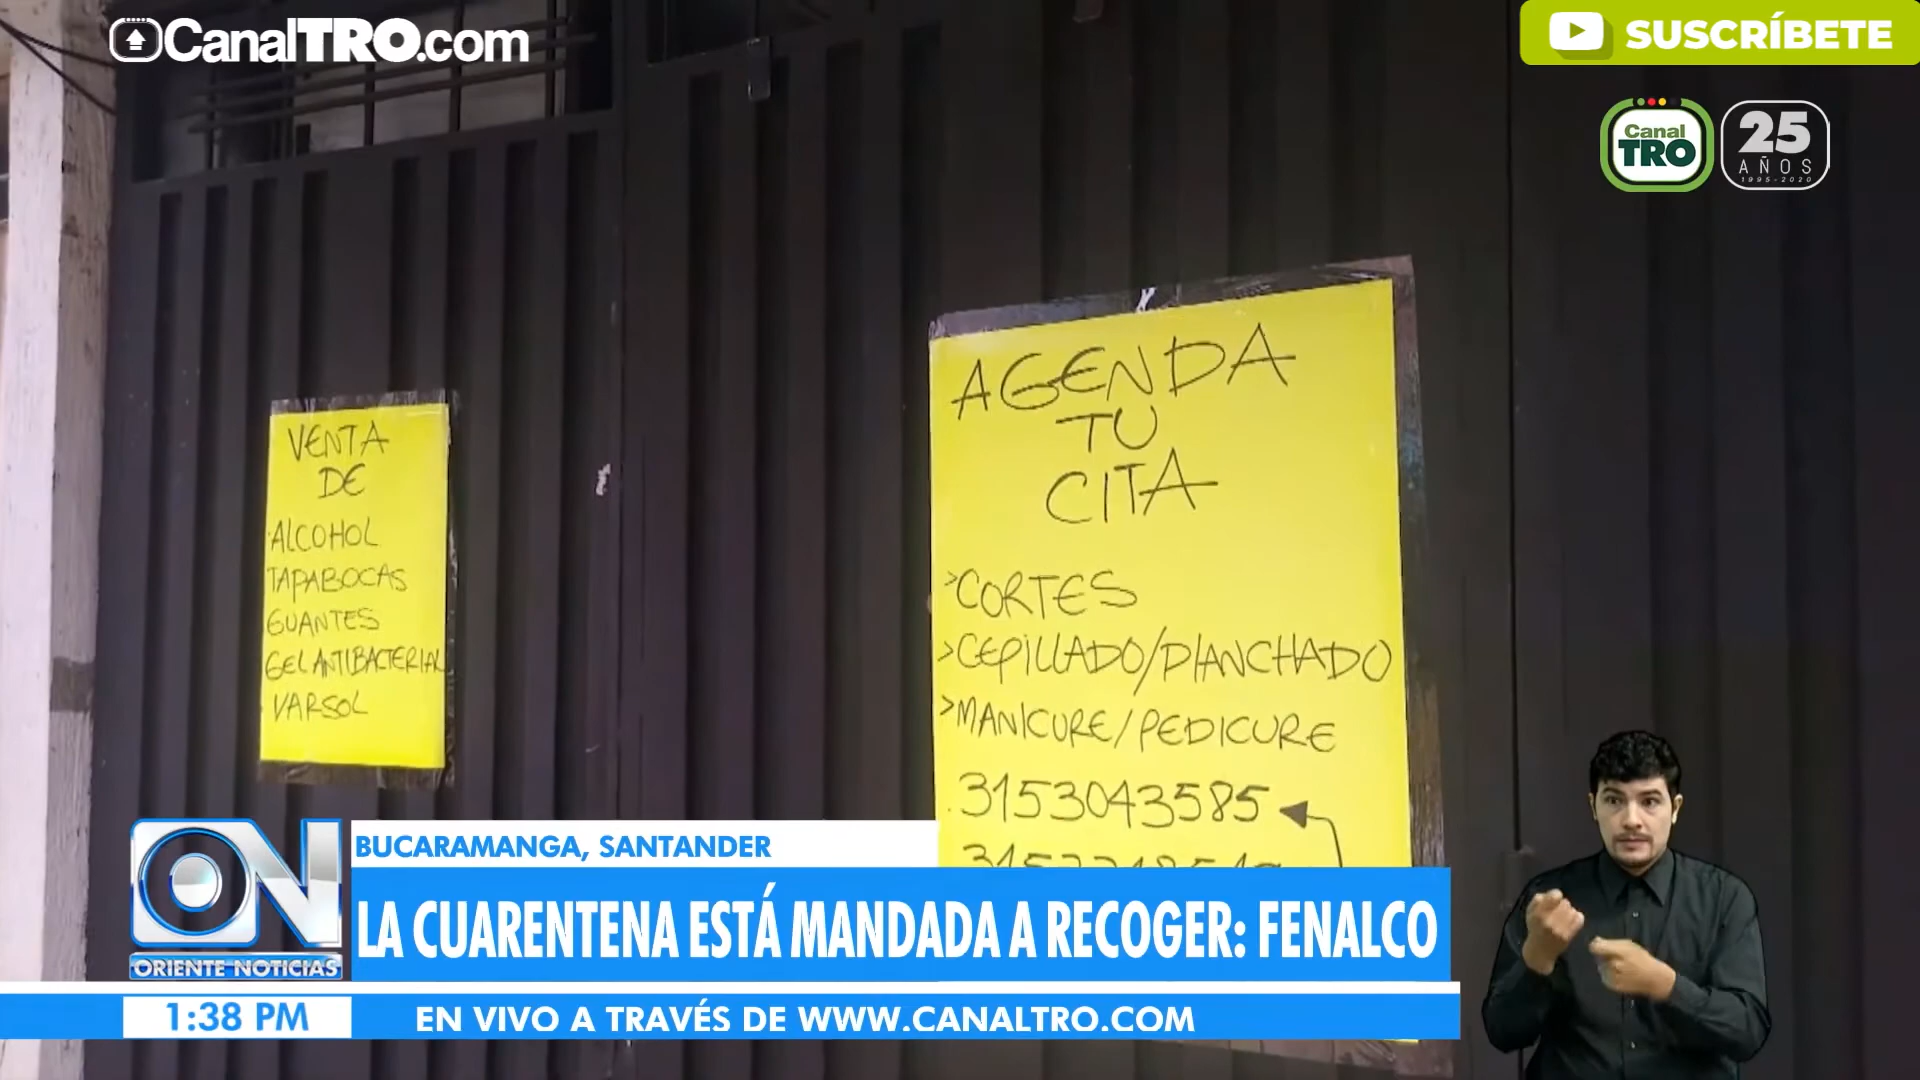 CanalTRO.com
SUSCRÍBETE
Canal
TRO
25
AÑOS
1995-2020
VENTA
DE
ALCOHOL
TAPABOCAS
GUANTES
GEL ANTIBACTERIAL
VARSOL
AGENDA
TU
CITA
>CORTES
>CEPILLADO/PLANCHADO
>MANICURE/PEDICURE
3153043585
ON
ORIENTE NOTICIAS
BUCARAMANGA, SANTANDER
LA CUARENTENA ESTÁ MANDADA A RECOGER: FENALCO
1:38 PM
EN VIVO A TRAVÉS DE WWW.CANALTRO.COM